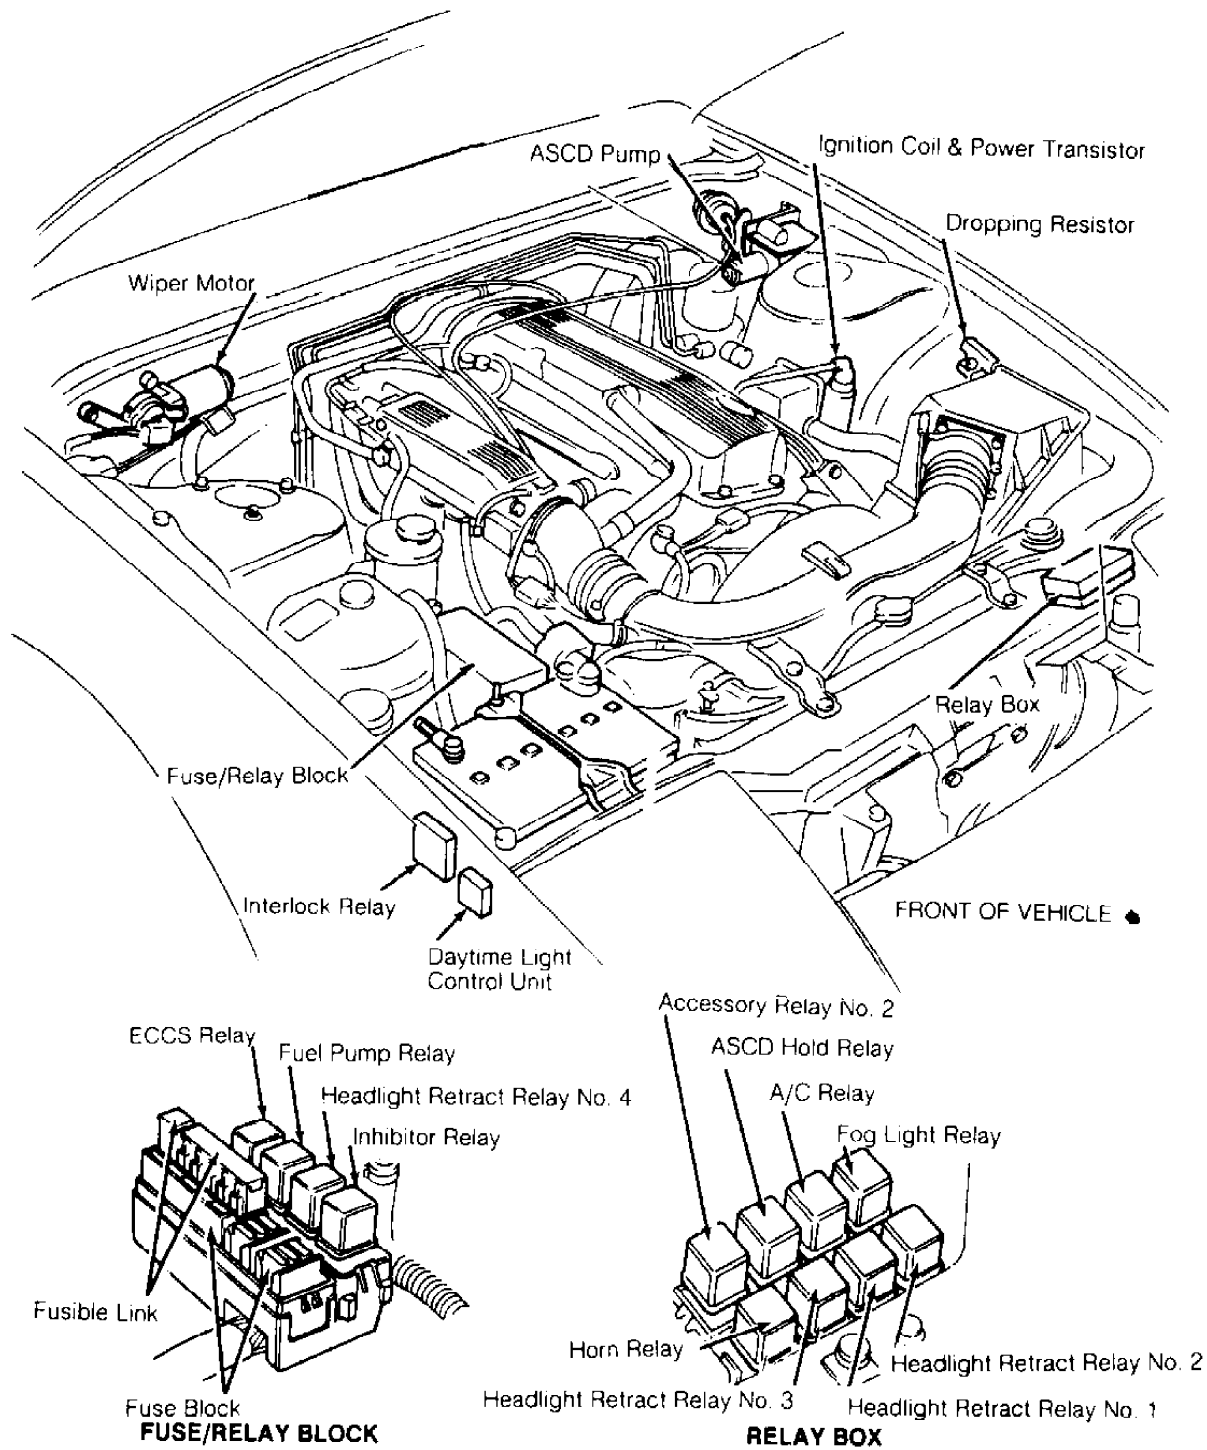 ASCD Pump
Ignition Coil & Power Transistor
Dropping Resistor
Wiper Motor
Relay Box
Fuse/Relay Block
Interlock Relay
FRONT OF VEHICLE
Daytime Light
Control Unit
Accessory Relay No. 2
ECCS Relay
Fuel Pump Relay
ASCD Hold Relay
Headlight Retract Relay No. 4
A/C Relay
Inhibitor Relay
Fog Light Relay
Fusible Link
Horn Relay
Headlight Retract Relay No. 2
Headlight Retract Relay No. 3
Headlight Retract Relay No. 1
Fuse Block
FUSE/RELAY BLOCK
RELAY BOX